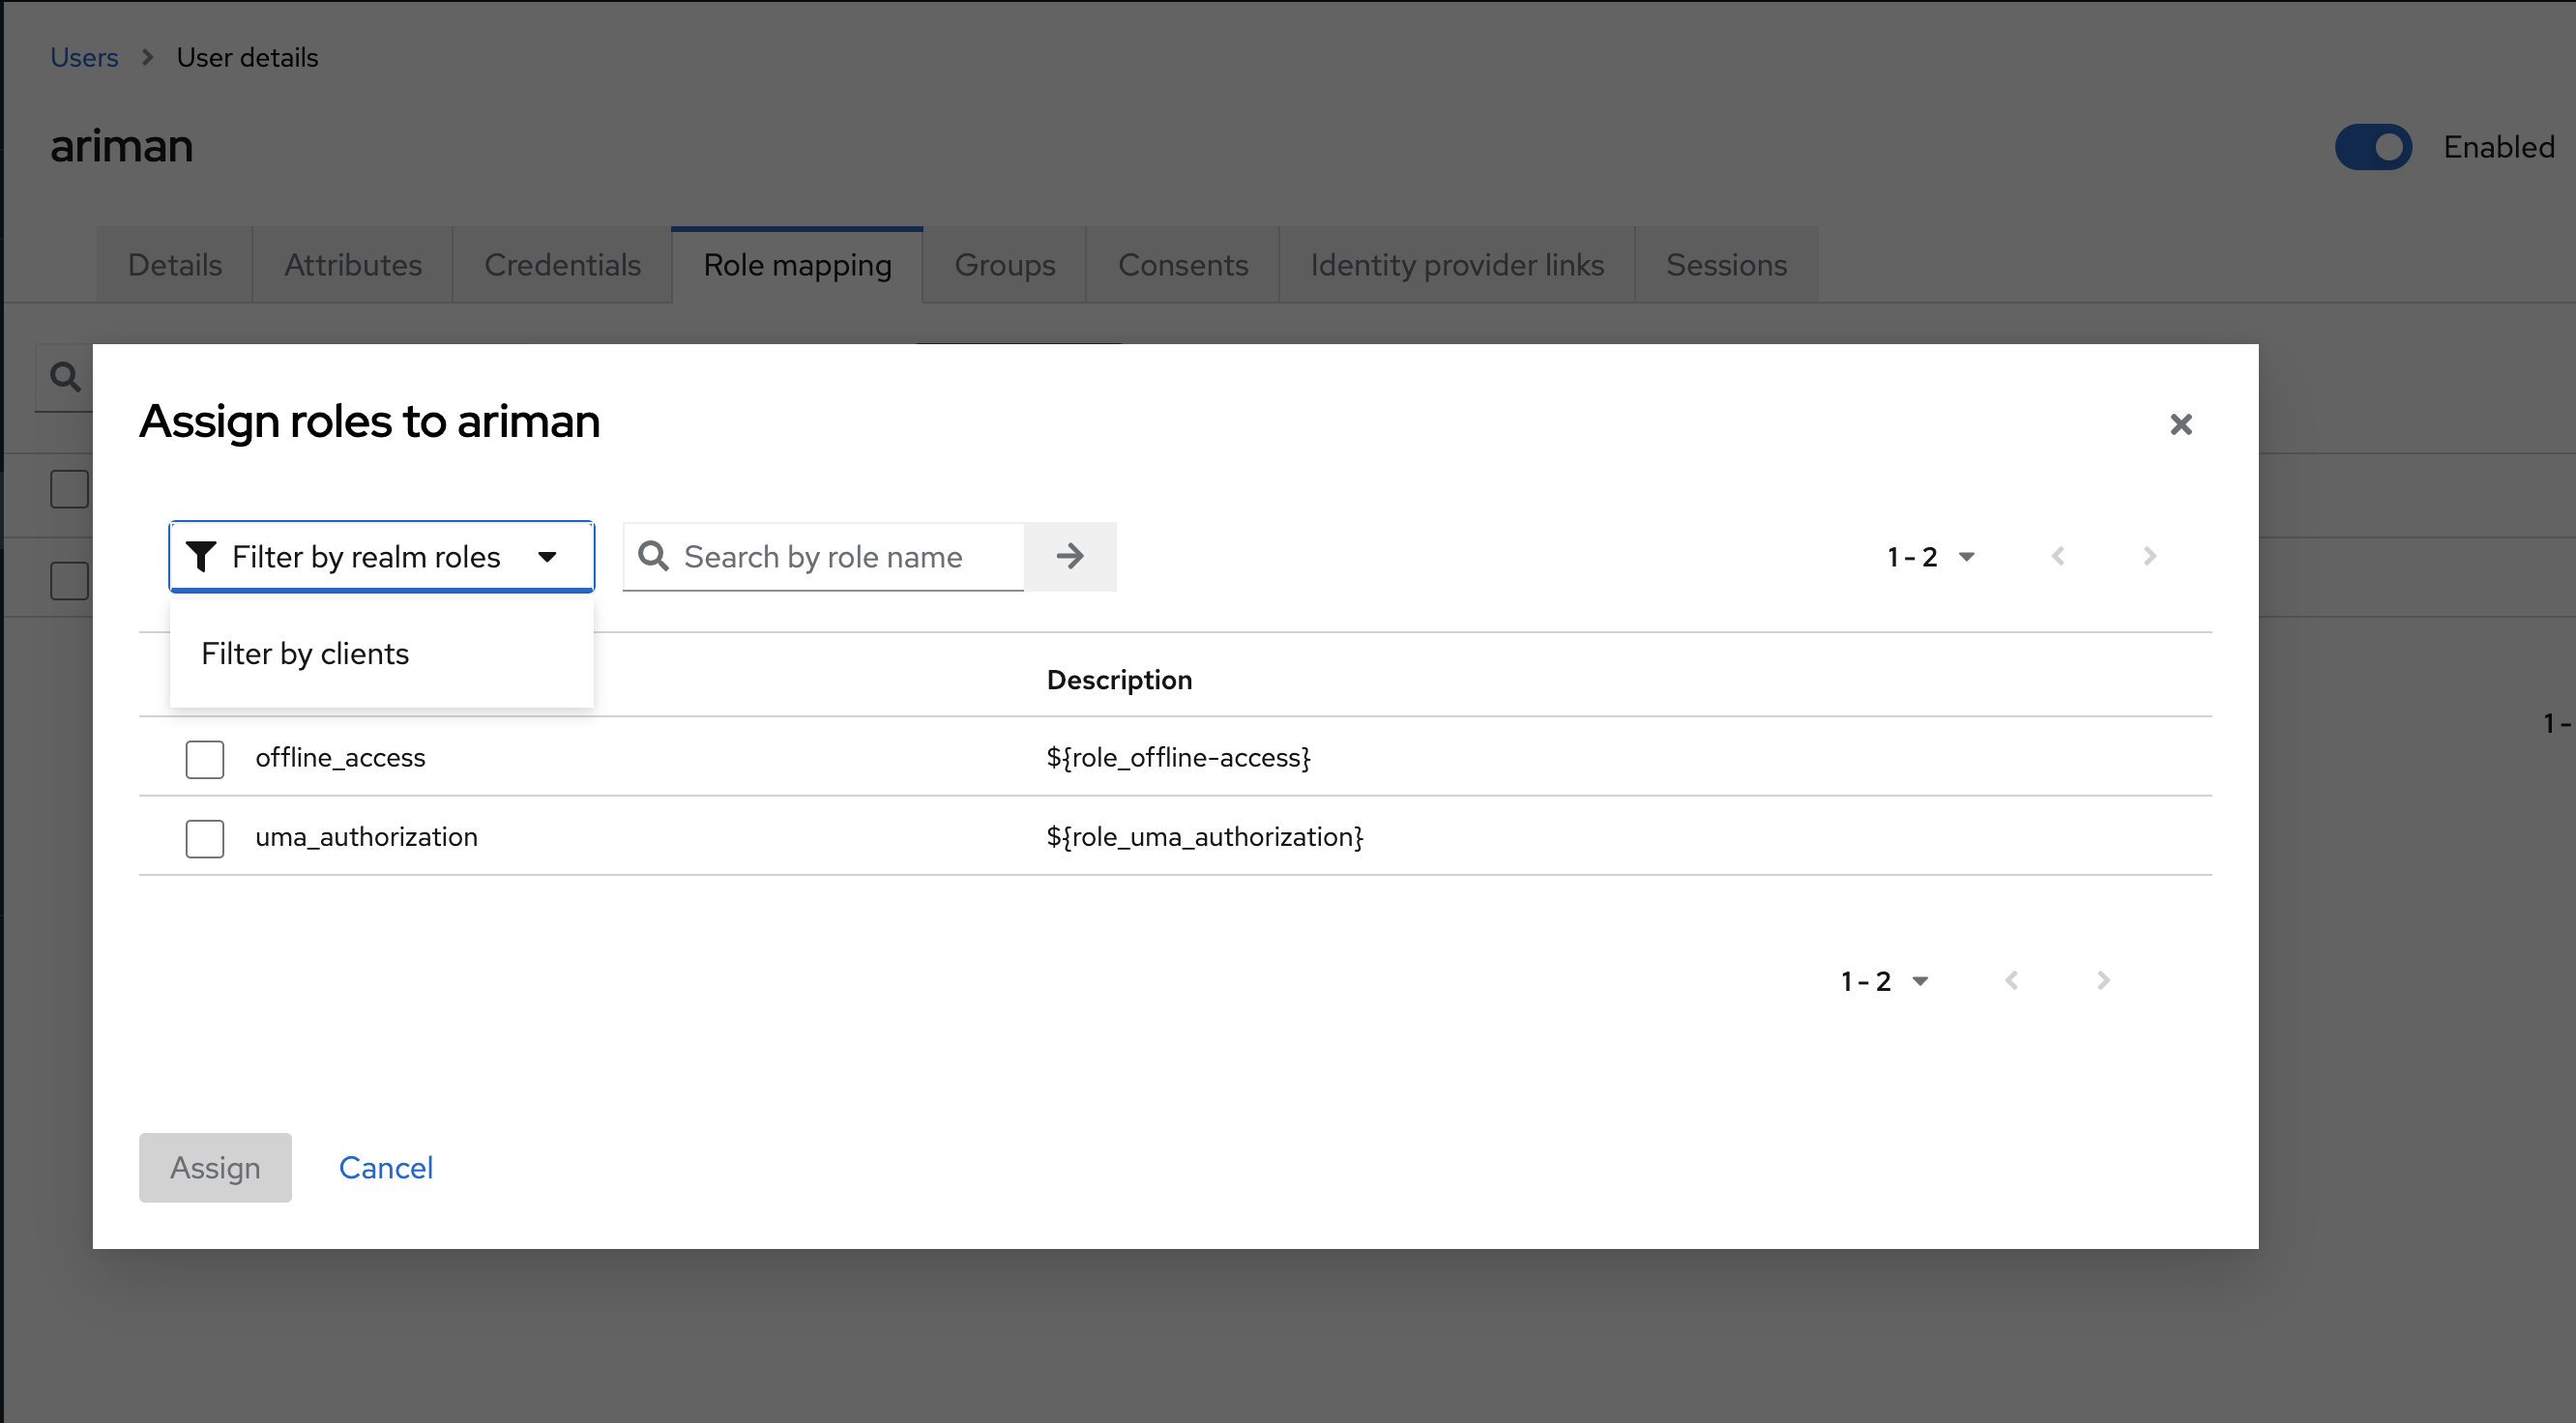 Users > User details
ariman
Enabled
Details Attributes Credentials Role mapping Groups Consents Identity provider links Sessions
Assign roles to ariman
Filter by realm roles
Search by role name
1 - 2
Filter by clients
Description
offline_access ${role_offline-access}
uma_authorization ${role_uma_authorization}
1 -
1 - 2
Assign Cancel